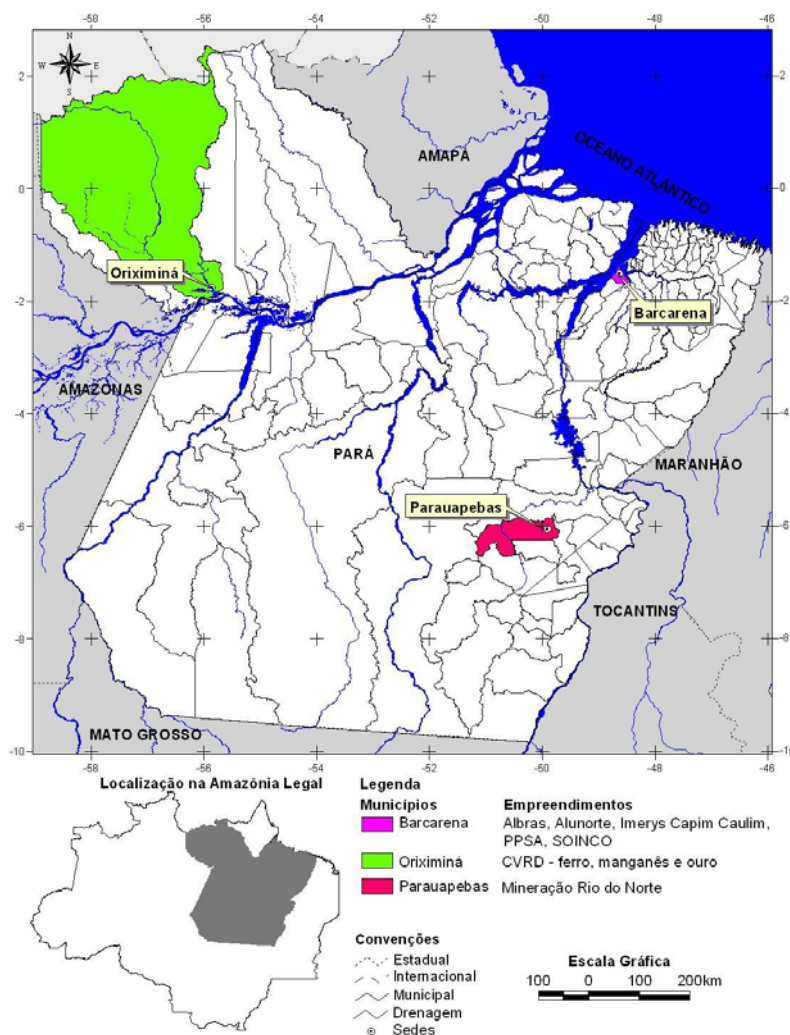 N
W E
S
2
0
-2
-4
-6
-8
-10
2
0
-2
-4
-6
-8
-10
AMAPÁ
OCEANO ATLÂNTICO
Oriximiná
Barcarena
AMAZONAS
PARÁ
MARANHÃO
Parauapebas
TOCANTINS
MATO GROSSO
-58 -56 -54 -52 -50 -48 -46
-58 -56 -54 -52 -50 -48 -46
Localização na Amazônia Legal
Legenda
Municípios Empreendimentos
Barcarena Albras, Alunorte, Imerys Capim Caulim,
PPSA, SOINCO
Oriximiná CVRD - ferro, manganês e ouro
Parauapebas Mineração Rio do Norte
Convenções
Estadual
Internacional
Municipal
Drenagem
Sedes
Escala Gráfica
100 0 100 200km